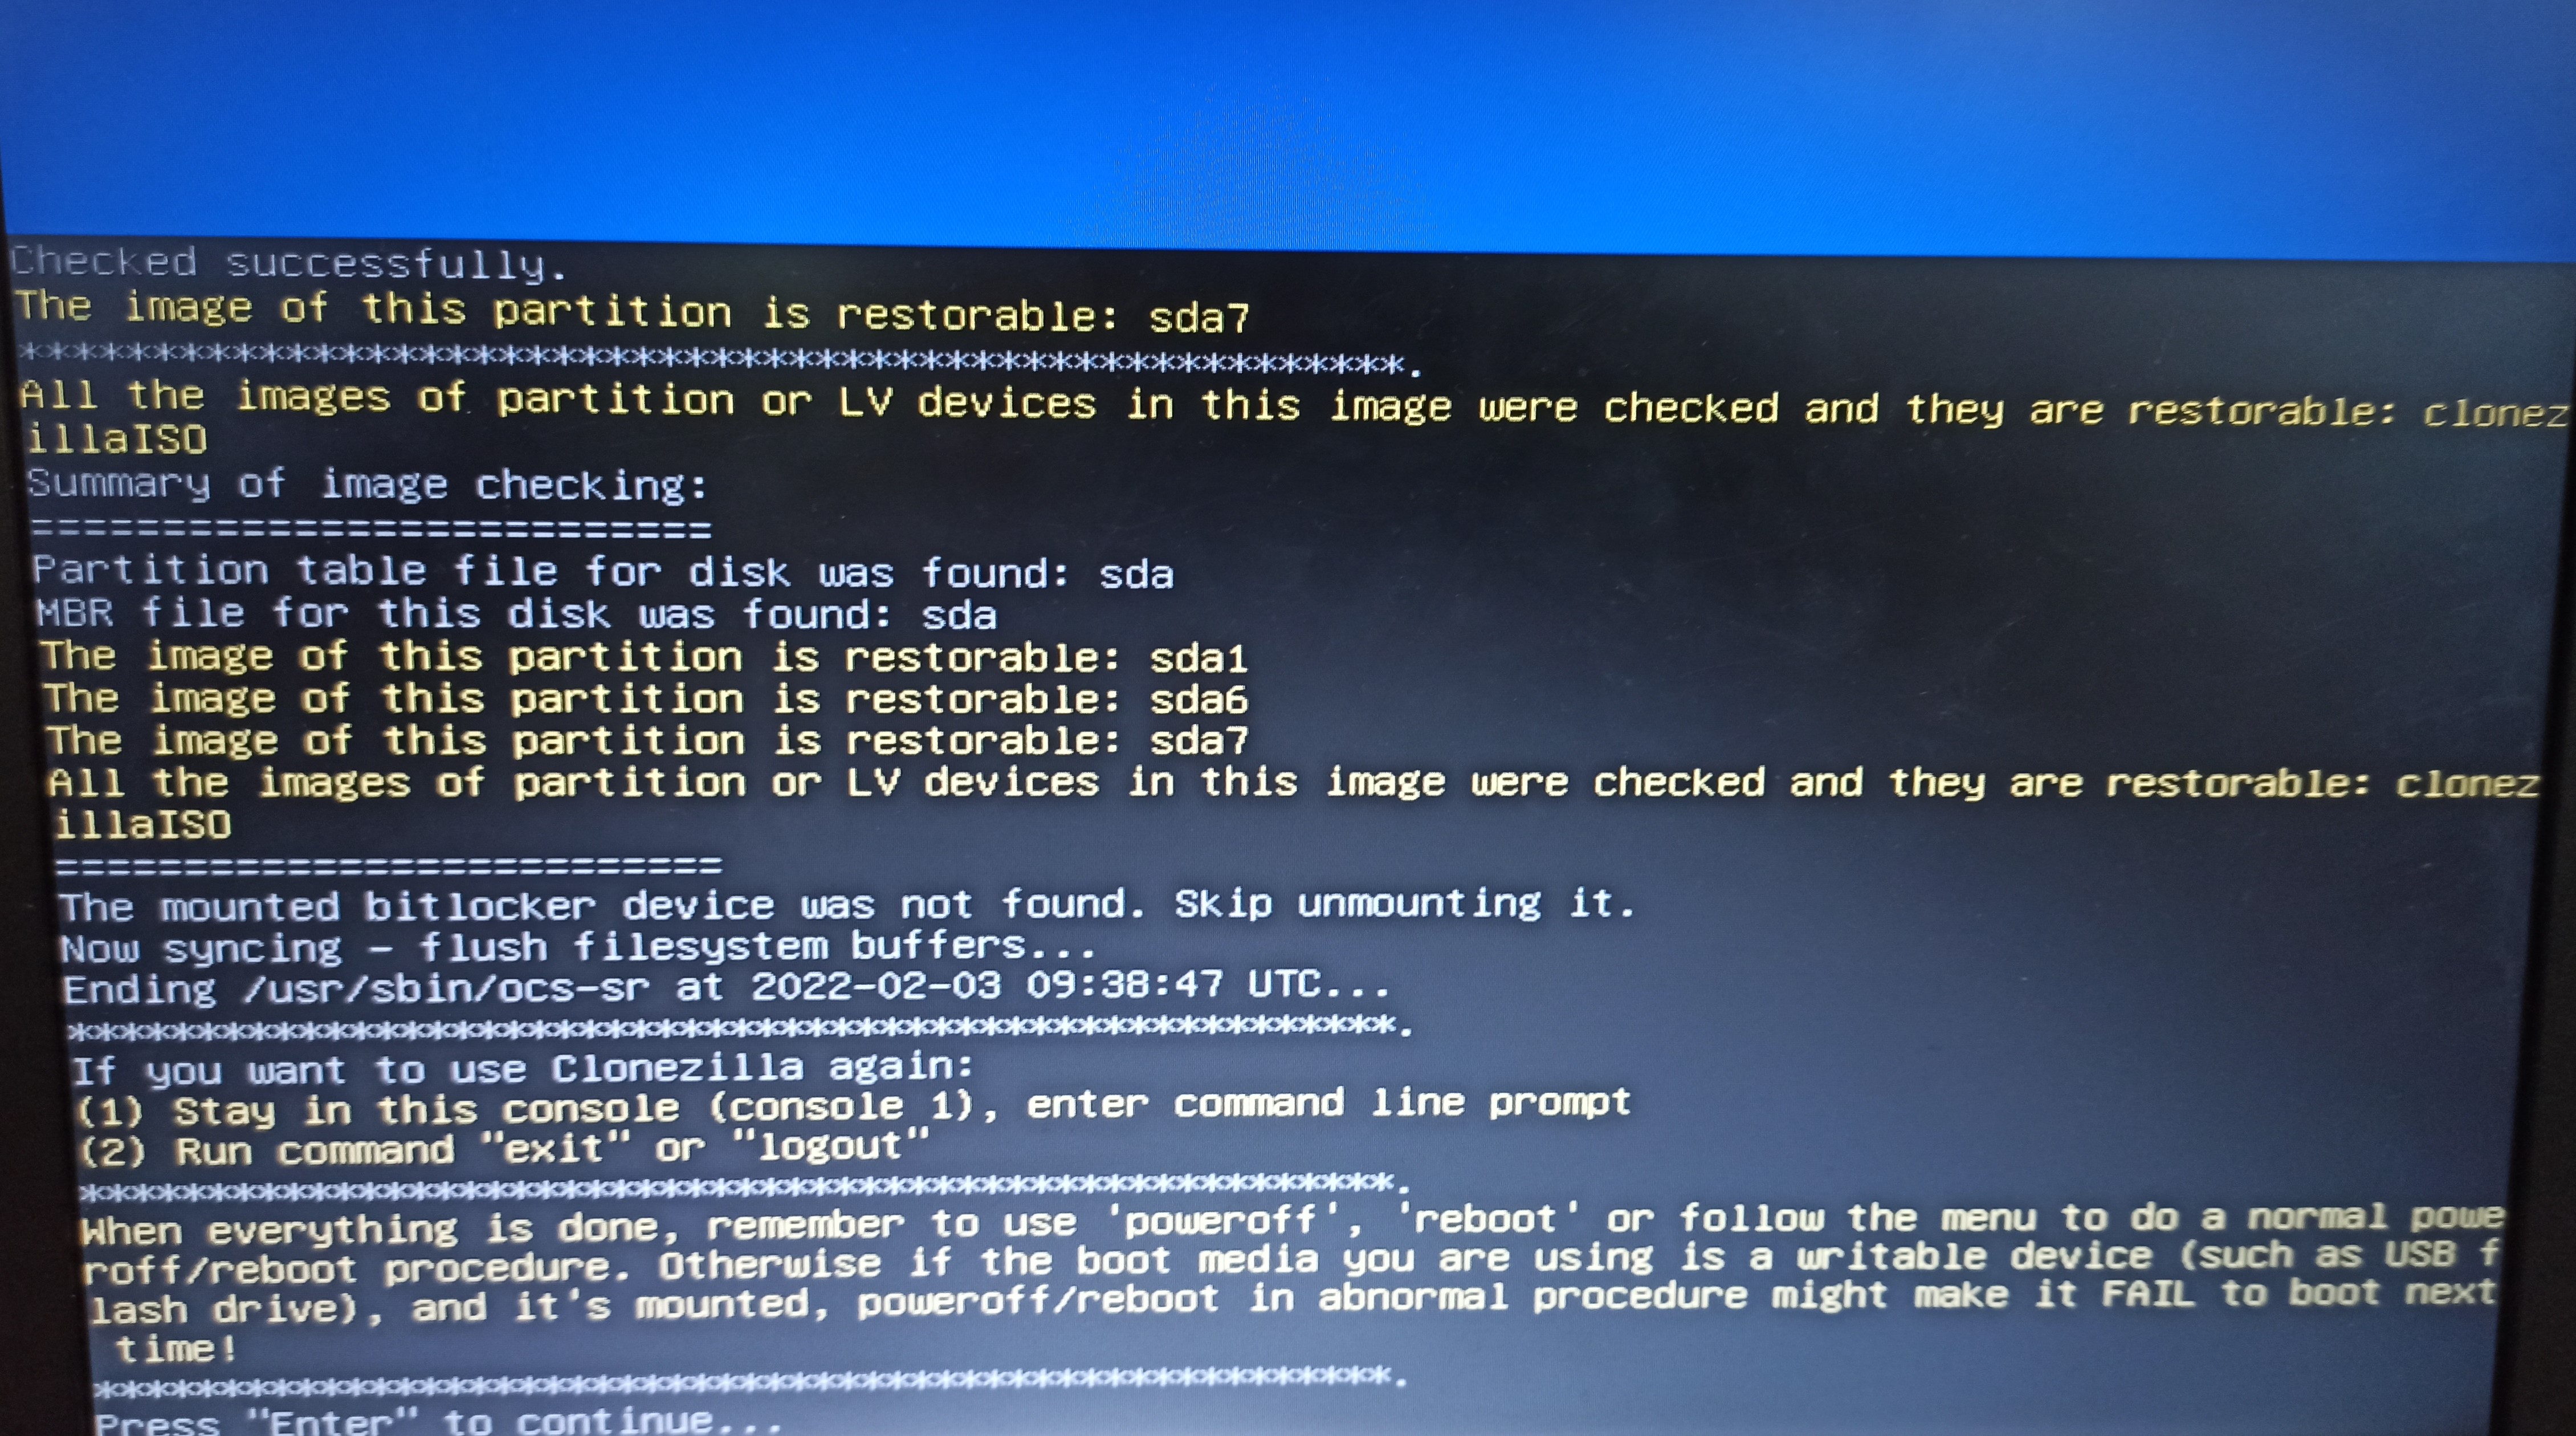 Checked successfully.
The image of this partition is restorable: sda7
*****************************************************.
All the images of partition or LV devices in this image were checked and they are restorable: clonez
illaISO
Summary of image checking:
==========================
Partition table file for disk was found: sda
MBR file for this disk was found: sda
The image of this partition is restorable: sda1
The image of this partition is restorable: sda6
The image of this partition is restorable: sda7
All the images of partition or LV devices in this image were checked and they are restorable: clonez
illaISO
==========================
The mounted bitlocker device was not found. Skip unmounting it.
Now syncing - flush filesystem buffers...
Ending /usr/sbin/ocs-sr at 2022-02-03 09:38:47 UTC...
*****************************************************.
If you want to use Clonezilla again:
(1) Stay in this console (console 1), enter command line prompt
(2) Run command "exit" or "logout"
*****************************************************.
When everything is done, remember to use 'poweroff', 'reboot' or follow the menu to do a normal powe
roff/reboot procedure. Otherwise if the boot media you are using is a writable device (such as USB f
lash drive), and it's mounted, poweroff/reboot in abnormal procedure might make it FAIL to boot next
 time!
*****************************************************.
Press "Enter" to continue...